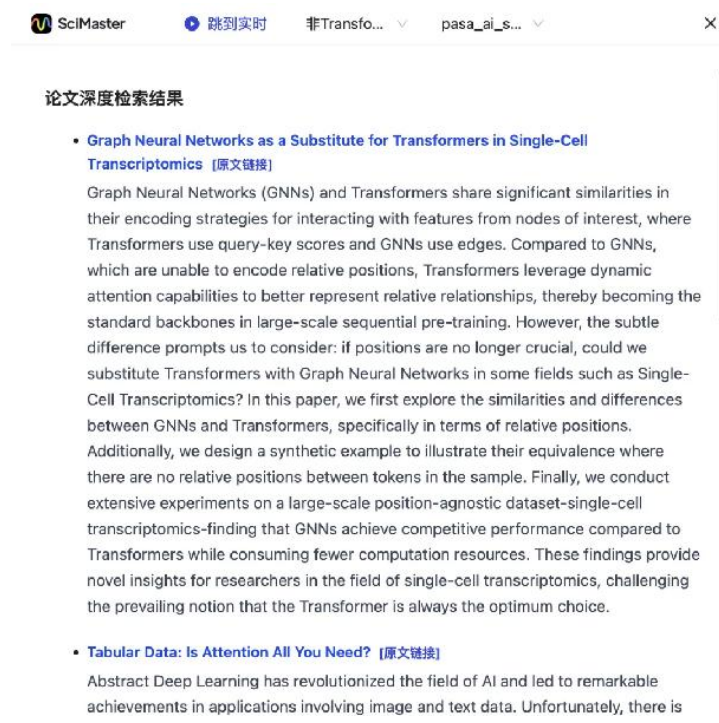 SciMaster 跳到实时 非Transfo... pasa_ai_s...
论文深度检索结果
• Graph Neural Networks as a Substitute for Transformers in Single-Cell
Transcriptomics [原文链接]
Graph Neural Networks (GNNs) and Transformers share significant similarities in
their encoding strategies for interacting with features from nodes of interest, where
Transformers use query-key scores and GNNs use edges. Compared to GNNs,
which are unable to encode relative positions, Transformers leverage dynamic
attention capabilities to better represent relative relationships, thereby becoming the
standard backbones in large-scale sequential pre-training. However, the subtle
difference prompts us to consider: if positions are no longer crucial, could we
substitute Transformers with Graph Neural Networks in some fields such as Single-
Cell Transcriptomics? In this paper, we first explore the similarities and differences
between GNNs and Transformers, specifically in terms of relative positions.
Additionally, we design a synthetic example to illustrate their equivalence where
there are no relative positions between tokens in the sample. Finally, we conduct
extensive experiments on a large-scale position-agnostic dataset-single-cell
transcriptomics-finding that GNNs achieve competitive performance compared to
Transformers while consuming fewer computation resources. These findings provide
novel insights for researchers in the field of single-cell transcriptomics, challenging
the prevailing notion that the Transformer is always the optimum choice.
• Tabular Data: Is Attention All You Need? [原文链接]
Abstract Deep Learning has revolutionized the field of AI and led to remarkable
achievements in applications involving image and text data. Unfortunately, there is